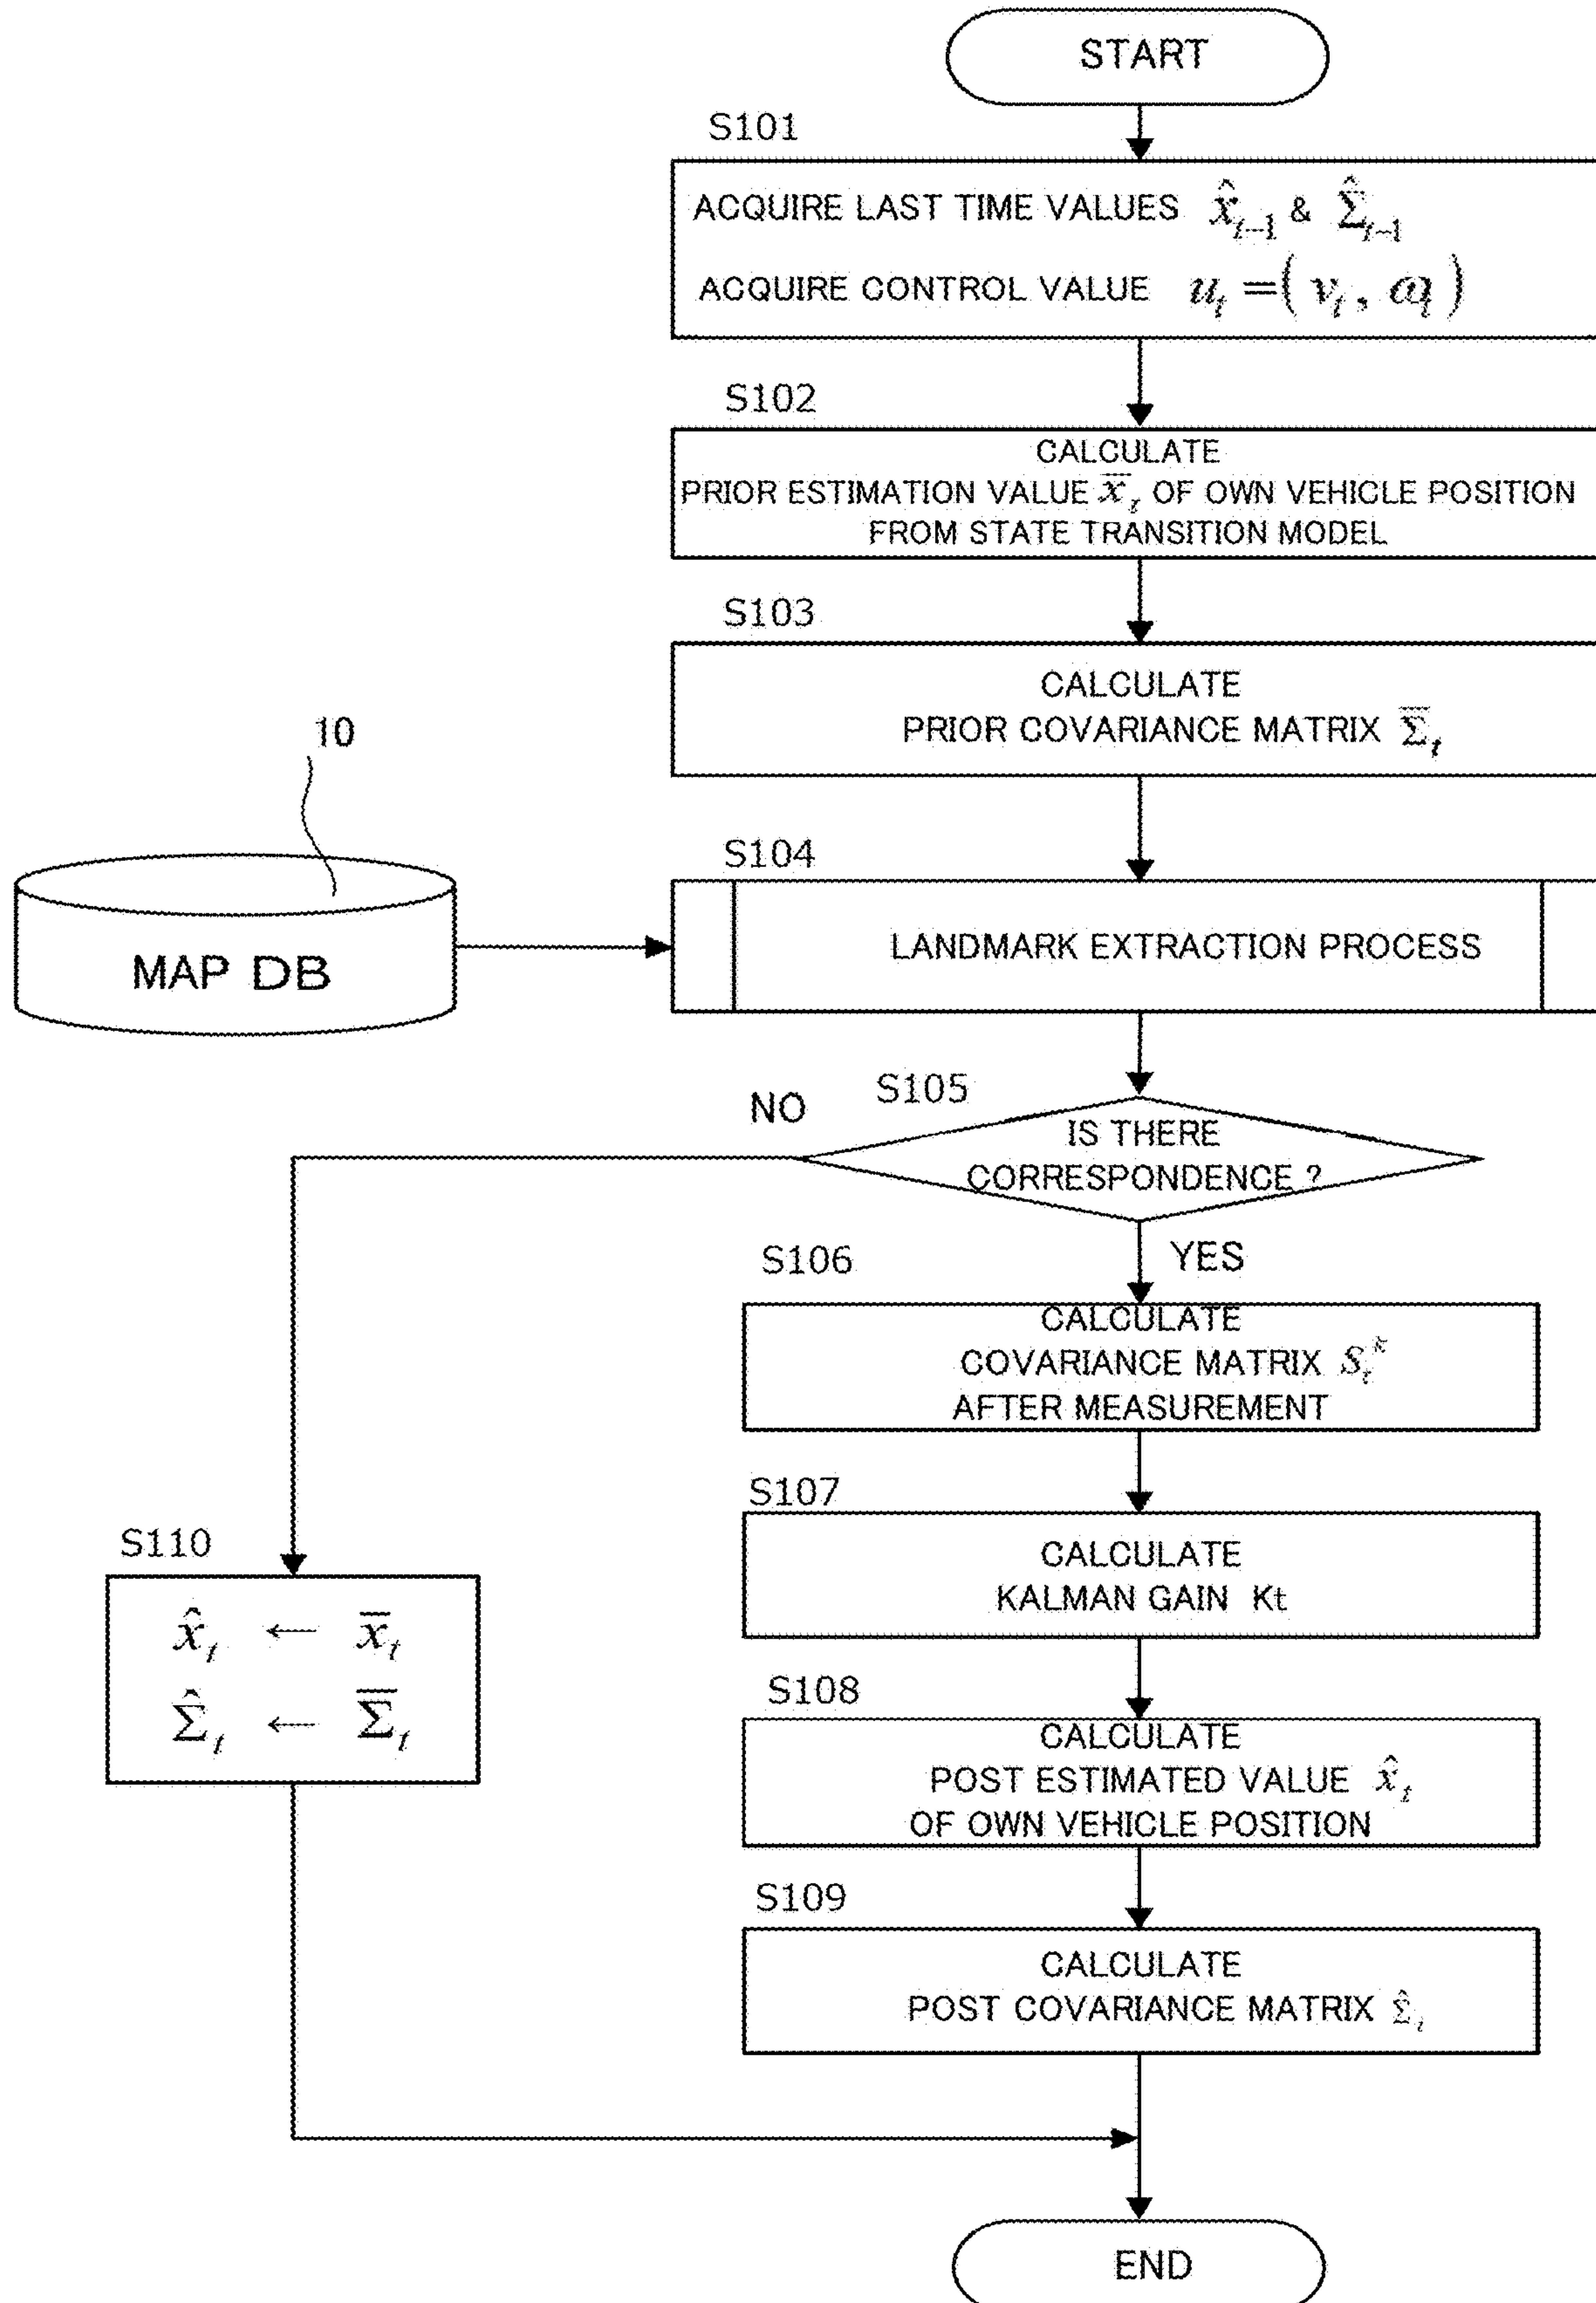 START
S101
ACQUIRE LAST TIME VALUES x̂ₜ₋₁ & Σ̂ₜ₋₁
ACQUIRE CONTROL VALUE uₜ=( vₜ, ωₜ )
S102
CALCULATE
PRIOR ESTIMATION VALUE x̄ₜ OF OWN VEHICLE POSITION
FROM STATE TRANSITION MODEL
S103
CALCULATE
PRIOR COVARIANCE MATRIX Σ̄ₜ
10
MAP DB
S104
LANDMARK EXTRACTION PROCESS
S105
NO
IS THERE
CORRESPONDENCE ?
YES
S106
CALCULATE
COVARIANCE MATRIX Sₜᵏ
AFTER MEASUREMENT
S107
CALCULATE
KALMAN GAIN Kt
S110
x̂ₜ ← x̄ₜ
Σ̂ₜ ← Σ̄ₜ
S108
CALCULATE
POST ESTIMATED VALUE x̂ₜ
OF OWN VEHICLE POSITION
S109
CALCULATE
POST COVARIANCE MATRIX Σ̂ₜ
END